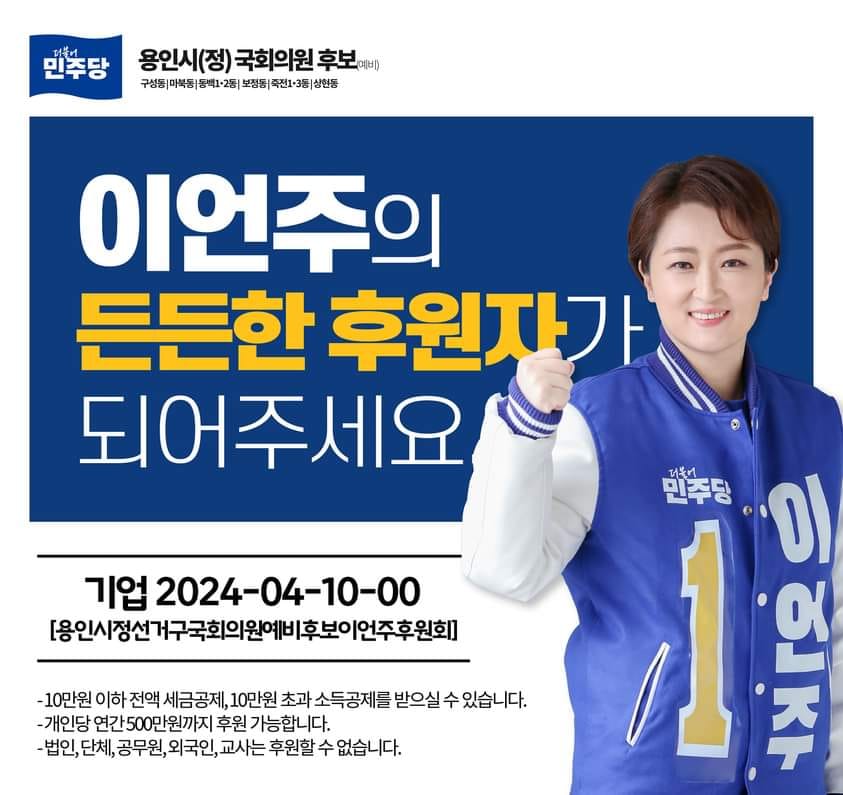 더불어
민주당
용인시(정) 국회의원 후보(예비)
구성동 | 마북동 | 동백1·2동 | 보정동 | 죽전1·3동 | 상현동
이언주의
든든한 후원자가
되어주세요.
더불어
민주당
1
이언주
기업 2024-04-10-00
[용인시정선거구국회의원예비후보이언주후원회]
- 10만원 이하 전액 세금공제, 10만원 초과 소득공제를 받으실 수 있습니다.
- 개인당 연간 500만원까지 후원 가능합니다.
- 법인, 단체, 공무원, 외국인, 교사는 후원할 수 없습니다.